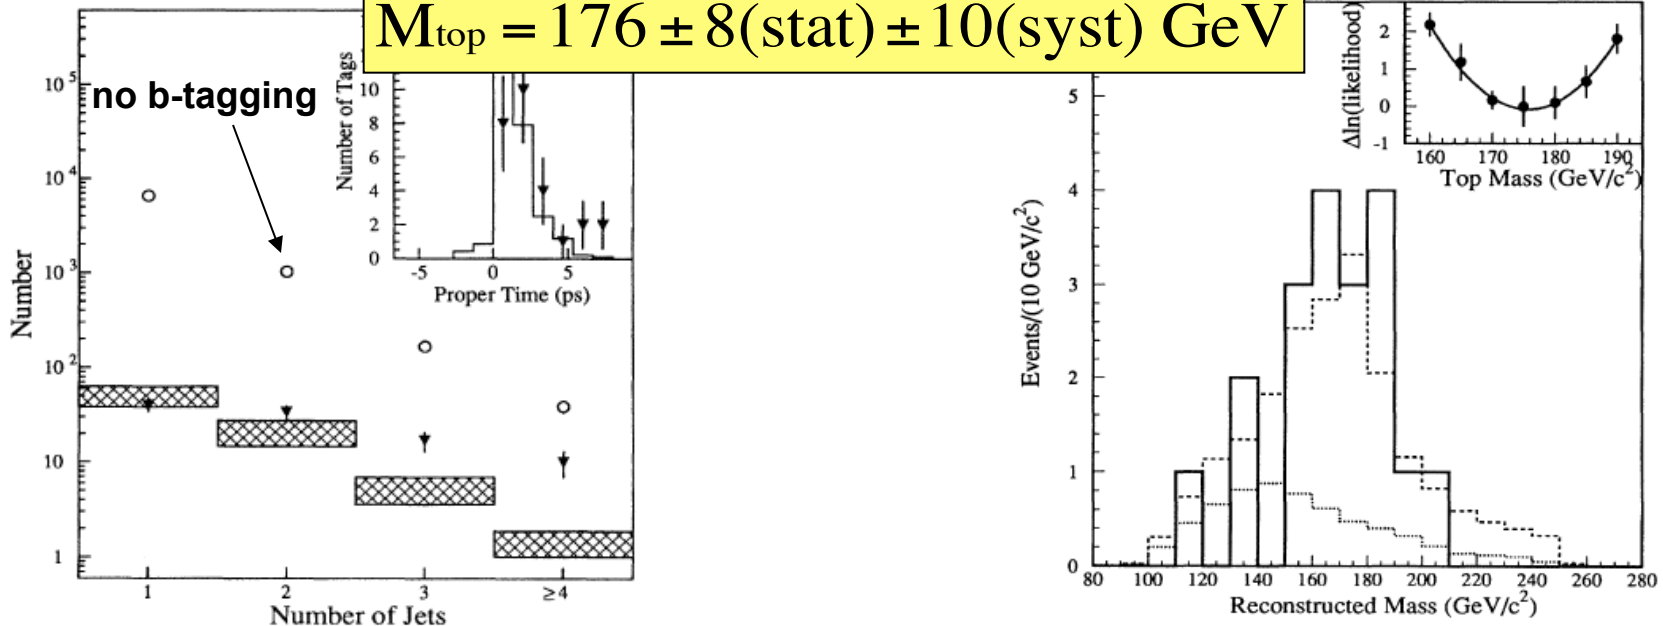 M_top = 176 ± 8(stat) ± 10(syst) GeV
no b-tagging
Number
10^5
10^4
10^3
10^2
10
1
1 2 3 ≥4
Number of Jets
Number of Tags
10
8
6
4
2
0
-5 0 5
Proper Time (ps)
Events/(10 GeV/c^2)
5
4
3
2
1
0
80 100 120 140 160 180 200 220 240 260 280
Reconstructed Mass (GeV/c^2)
Δln(likelihood)
2
1
0
-1
160 170 180 190
Top Mass (GeV/c^2)